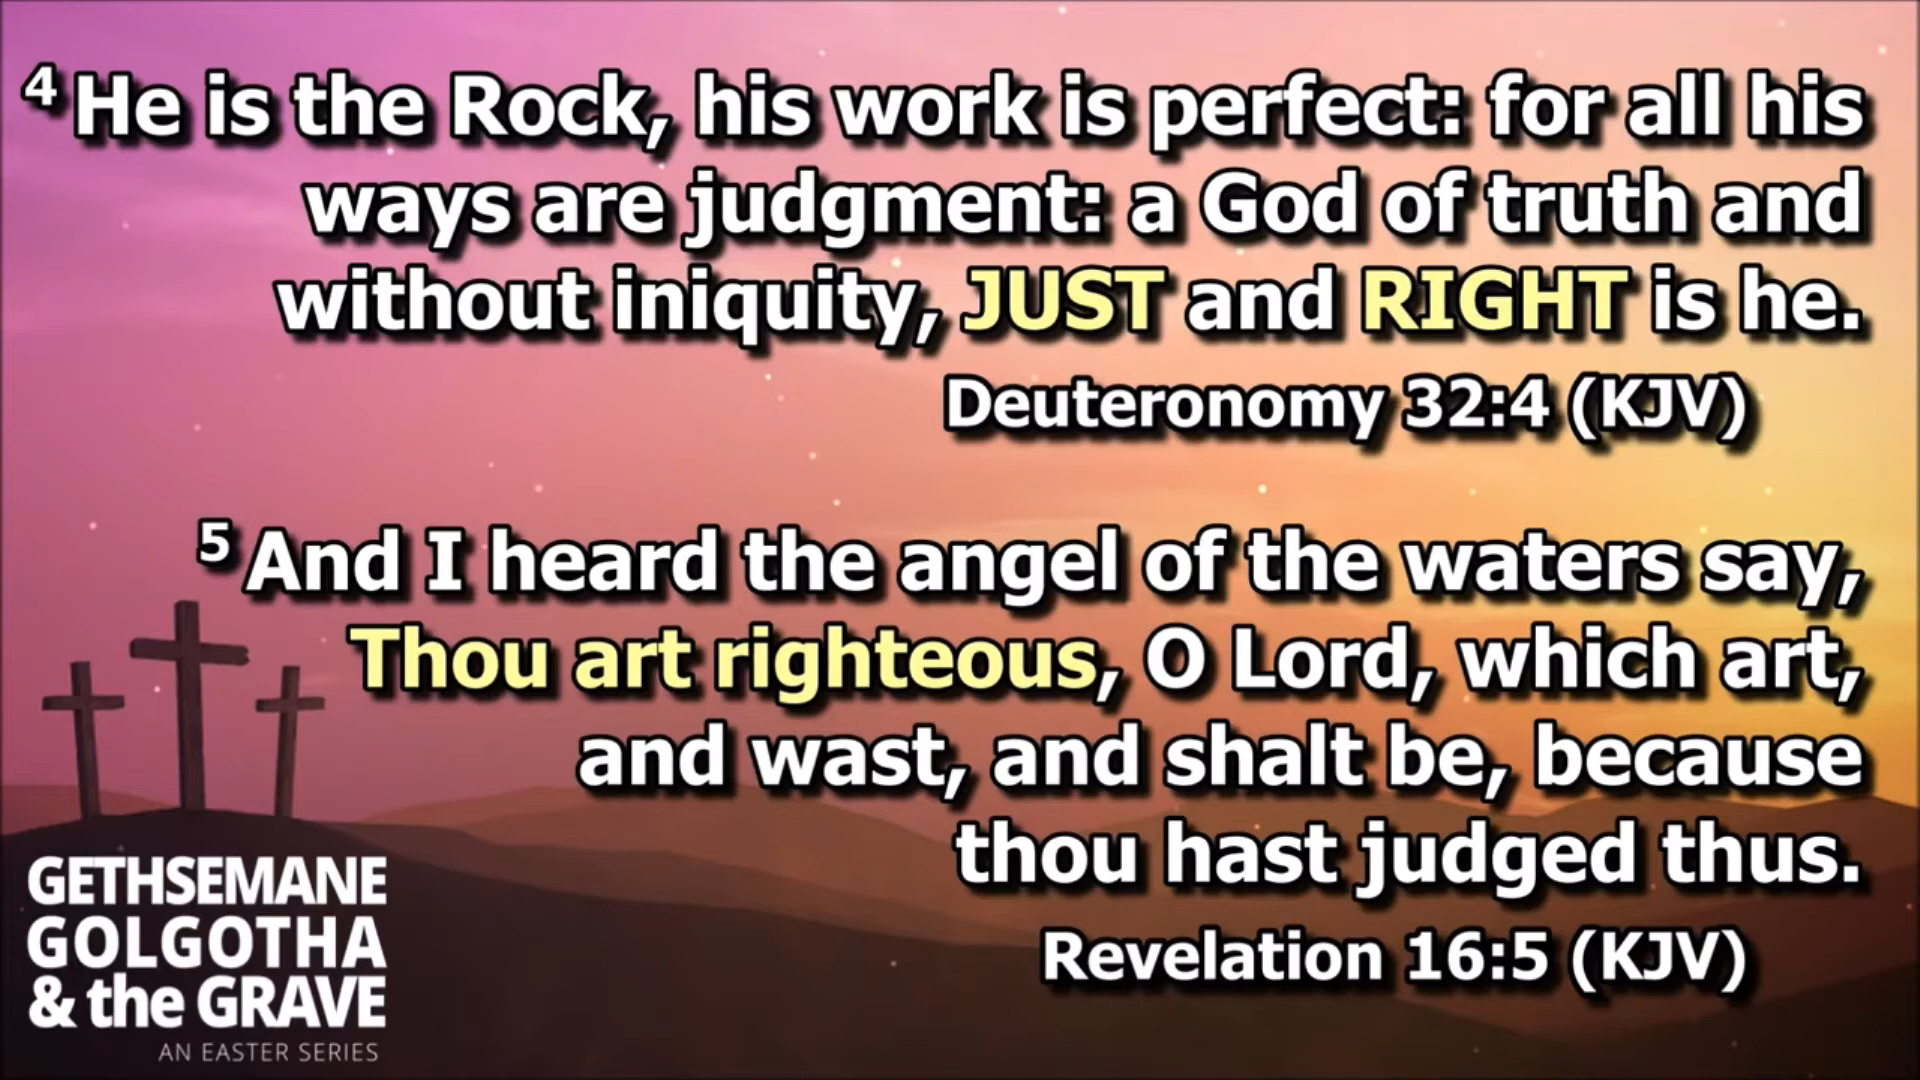 4 He is the Rock, his work is perfect: for all his
ways are judgment: a God of truth and
without iniquity, JUST and RIGHT is he.
Deuteronomy 32:4 (KJV)
5 And I heard the angel of the waters say,
Thou art righteous, O Lord, which art,
and wast, and shalt be, because
thou hast judged thus.
Revelation 16:5 (KJV)
GETHSEMANE
GOLGOTHA
& the GRAVE
AN EASTER SERIES